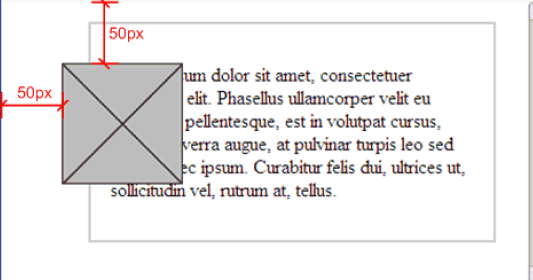 50px
50px
um dolor sit amet, consectetuer
elit. Phasellus ullamcorper velit eu
pellentesque, est in volutpat cursus,
verra augue, at pulvinar turpis leo sed
ec ipsum. Curabitur felis dui, ultrices ut,
sollicitudin vel, rutrum at, tellus.